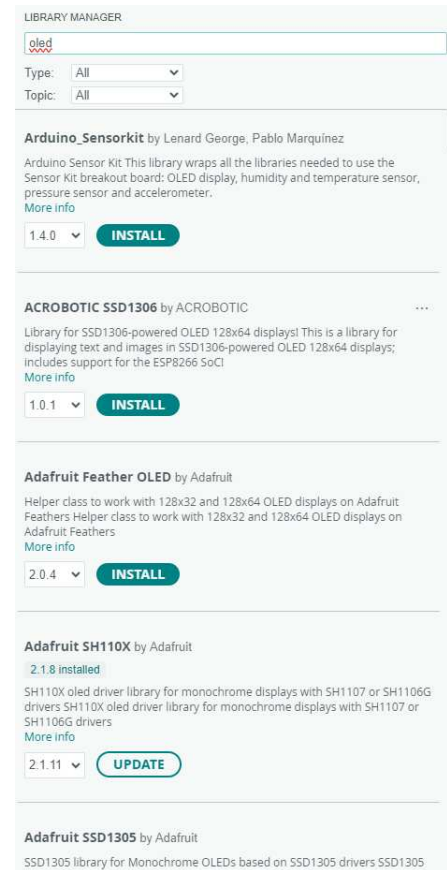 LIBRARY MANAGER
oled
Type: All
Topic: All
Arduino_Sensorkit by Lenard George, Pablo Marquínez
Arduino Sensor Kit This library wraps all the libraries needed to use the
Sensor Kit breakout board: OLED display, humidity and temperature sensor,
pressure sensor and accelerometer.
More info
1.4.0 INSTALL
ACROBOTIC SSD1306 by ACROBOTIC ...
Library for SSD1306-powered OLED 128x64 displays! This is a library for
displaying text and images in SSD1306-powered OLED 128x64 displays;
includes support for the ESP8266 SoC!
More info
1.0.1 INSTALL
Adafruit Feather OLED by Adafruit
Helper class to work with 128x32 and 128x64 OLED displays on Adafruit
Feathers Helper class to work with 128x32 and 128x64 OLED displays on
Adafruit Feathers
More info
2.0.4 INSTALL
Adafruit SH110X by Adafruit
2.1.8 installed
SH110X oled driver library for monochrome displays with SH1107 or SH1106G
drivers SH110X oled driver library for monochrome displays with SH1107 or
SH1106G drivers
More info
2.1.11 UPDATE
Adafruit SSD1305 by Adafruit
SSD1305 library for Monochrome OLEDs based on SSD1305 drivers SSD1305